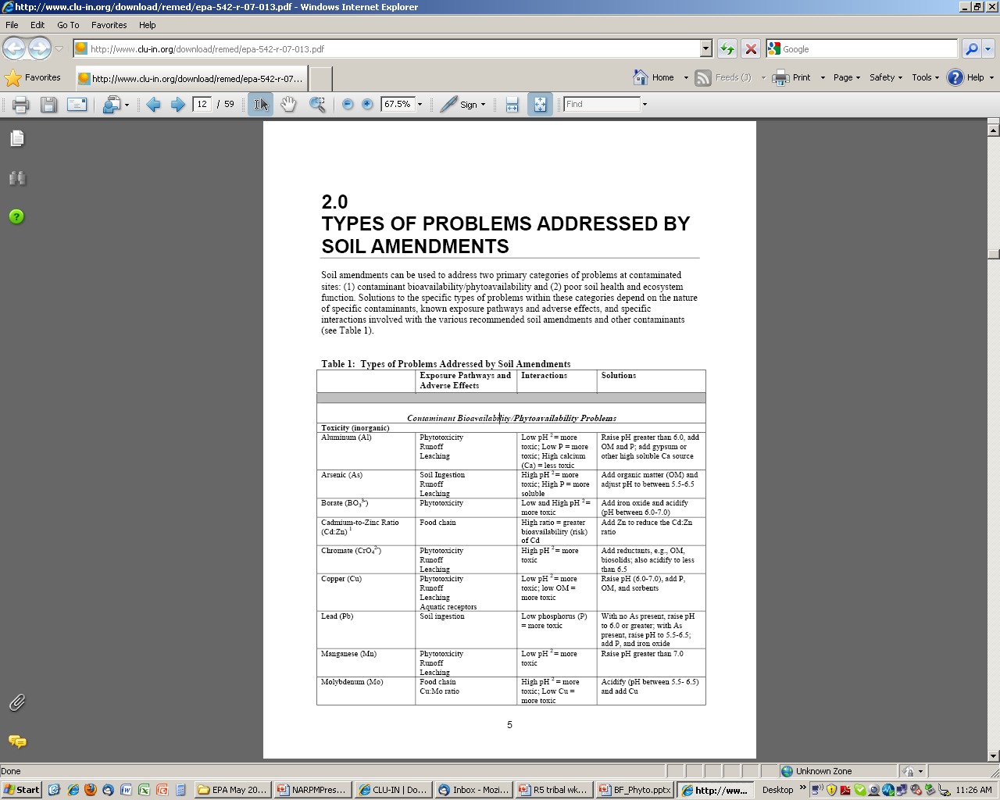 http://www.clu-in.org/download/remed/epa-542-r-07-013.pdf - Windows Internet Explorer
File Edit Go To Favorites Help
http://www.clu-in.org/download/remed/epa-542-r-07-013.pdf Google
Favorites http://www.clu-in.org/download/remed/epa-542-r-07... Home Feeds (J) Print Page Safety Tools Help
12 / 59 67.5% Sign Find
2.0
TYPES OF PROBLEMS ADDRESSED BY
SOIL AMENDMENTS
Soil amendments can be used to address two primary categories of problems at contaminated
sites: (1) contaminant bioavailability/phytoavailability and (2) poor soil health and ecosystem
function. Solutions to the specific types of problems within these categories depend on the nature
of specific contaminants, known exposure pathways and adverse effects, and specific
interactions involved with the various recommended soil amendments and other contaminants
(see Table 1).
Table 1: Types of Problems Addressed by Soil Amendments
Exposure Pathways and Adverse Effects Interactions Solutions
Contaminant Bioavailability/Phytoavailability Problems
Toxicity (inorganic)
Aluminum (Al)
Phytotoxicity
Runoff
Leaching
Low pH 2 = more
toxic; Low P = more
toxic; High calcium
(Ca) = less toxic
Raise pH greater than 6.0, add
OM and P; add gypsum or
other high soluble Ca source
Arsenic (As)
Soil Ingestion
Runoff
Leaching
High pH 2 = more
toxic; High P = more
soluble
Add organic matter (OM) and
adjust pH to between 5.5-6.5
Borate (BO3 3-)
Phytotoxicity
Low and High pH 2 =
more toxic
Add iron oxide and acidify
(pH between 6.0-7.0)
Cadmium-to-Zinc Ratio
(Cd:Zn) 1
Food chain
High ratio = greater
bioavailability (risk)
of Cd
Add Zn to reduce the Cd:Zn
ratio
Chromate (CrO4 2-)
Phytotoxicity
Runoff
Leaching
High pH 2 = more
toxic
Add reductants, e.g., OM,
biosolids; also acidify to less
than 6.5
Copper (Cu)
Phytotoxicity
Runoff
Leaching
Aquatic receptors
Low pH 2 = more
toxic; low OM =
more toxic
Raise pH (6.0-7.0), add P,
OM, and sorbents
Lead (Pb)
Soil ingestion
Low phosphorus (P)
= more toxic
With no As present, raise pH
to 6.0 or greater; with As
present, raise pH to 5.5-6.5;
add P, and iron oxide
Manganese (Mn)
Phytotoxicity
Runoff
Leaching
Low pH 2 = more
toxic
Raise pH greater than 7.0
Molybdenum (Mo)
Food chain
Cu:Mo ratio
High pH 2 = more
toxic; Low Cu =
more toxic
Acidify (pH between 5.5- 6.5)
and add Cu
5
Done Unknown Zone
Start EPA May 20... NARPMPres... CLU-IN | Do... Inbox - Mozi... R5 tribal wk... BF_Phyto.pptx http://ww... Desktop 11:26 AM